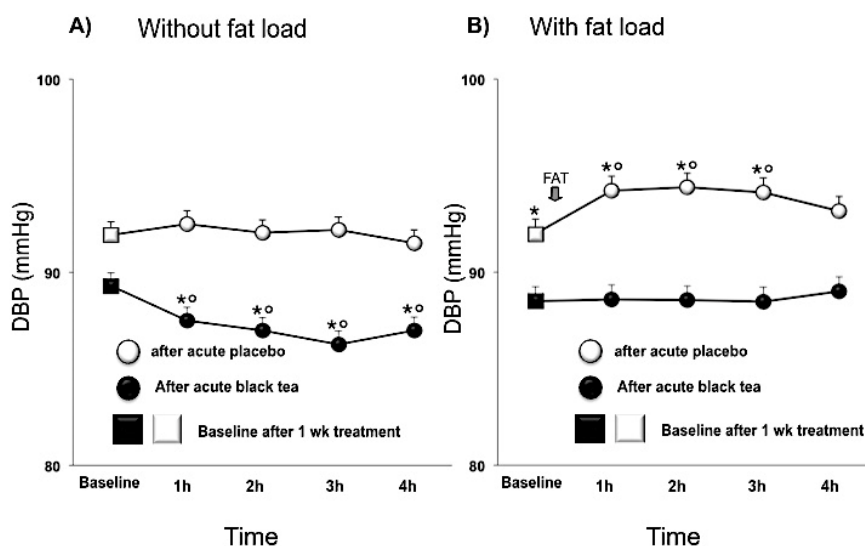 A) Without fat load
100
90
80
DBP (mmHg)
*°
*°
*°
*°
after acute placebo
After acute black tea
Baseline after 1 wk treatment
Baseline 1h 2h 3h 4h
Time
B) With fat load
100
90
80
DBP (mmHg)
FAT
*
*°
*°
*°
after acute placebo
After acute black tea
Baseline after 1 wk treatment
Baseline 1h 2h 3h 4h
Time